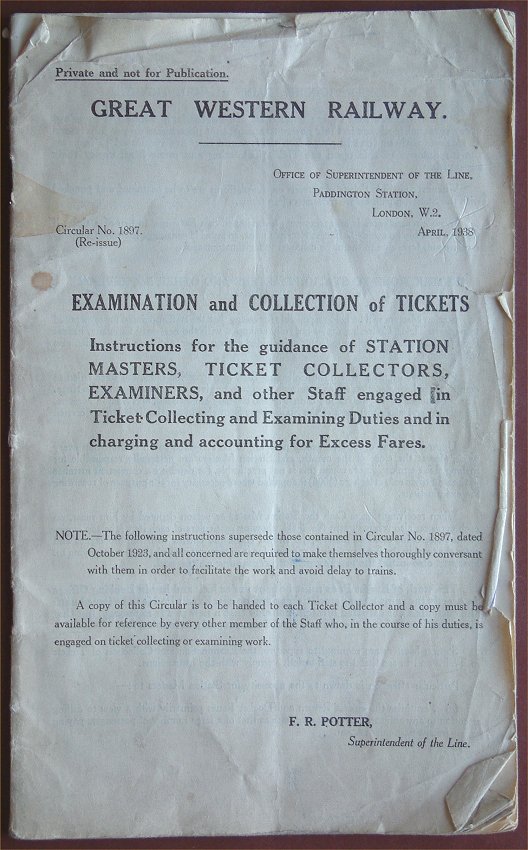 Private and not for Publication.
GREAT WESTERN RAILWAY.
OFFICE OF SUPERINTENDENT OF THE LINE,
PADDINGTON STATION,
LONDON, W.2.
Circular No. 1897.
(Re-issue)
APRIL, 1938
EXAMINATION and COLLECTION of TICKETS
Instructions for the guidance of STATION
MASTERS, TICKET COLLECTORS,
EXAMINERS, and other Staff engaged in
Ticket Collecting and Examining Duties and in
charging and accounting for Excess Fares.
NOTE.—The following instructions supersede those contained in Circular No. 1897, dated
October 1923, and all concerned are required to make themselves thoroughly conversant
with them in order to facilitate the work and avoid delay to trains.
A copy of this Circular is to be handed to each Ticket Collector and a copy must be
available for reference by every other member of the Staff who, in the course of his duties, is
engaged on ticket collecting or examining work.
F. R. POTTER,
Superintendent of the Line.